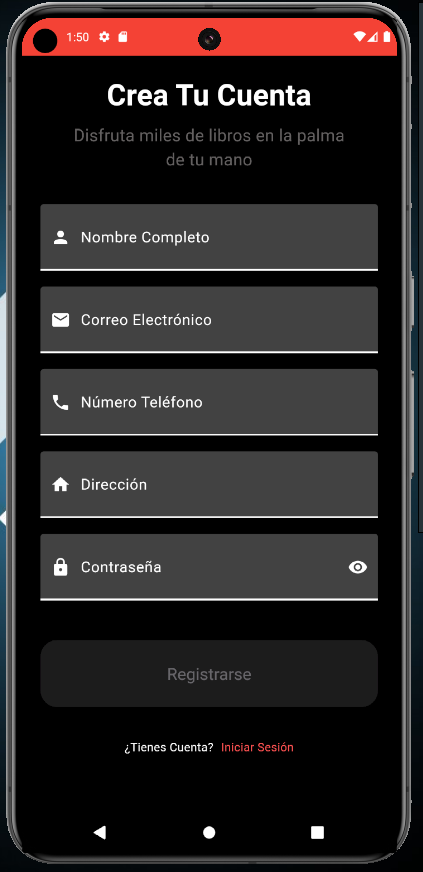 1:50
Crea Tu Cuenta
Disfruta miles de libros en la palma
de tu mano
Nombre Completo
Correo Electrónico
Número Teléfono
Dirección
Contraseña
Registrarse
¿Tienes Cuenta? Iniciar Sesión